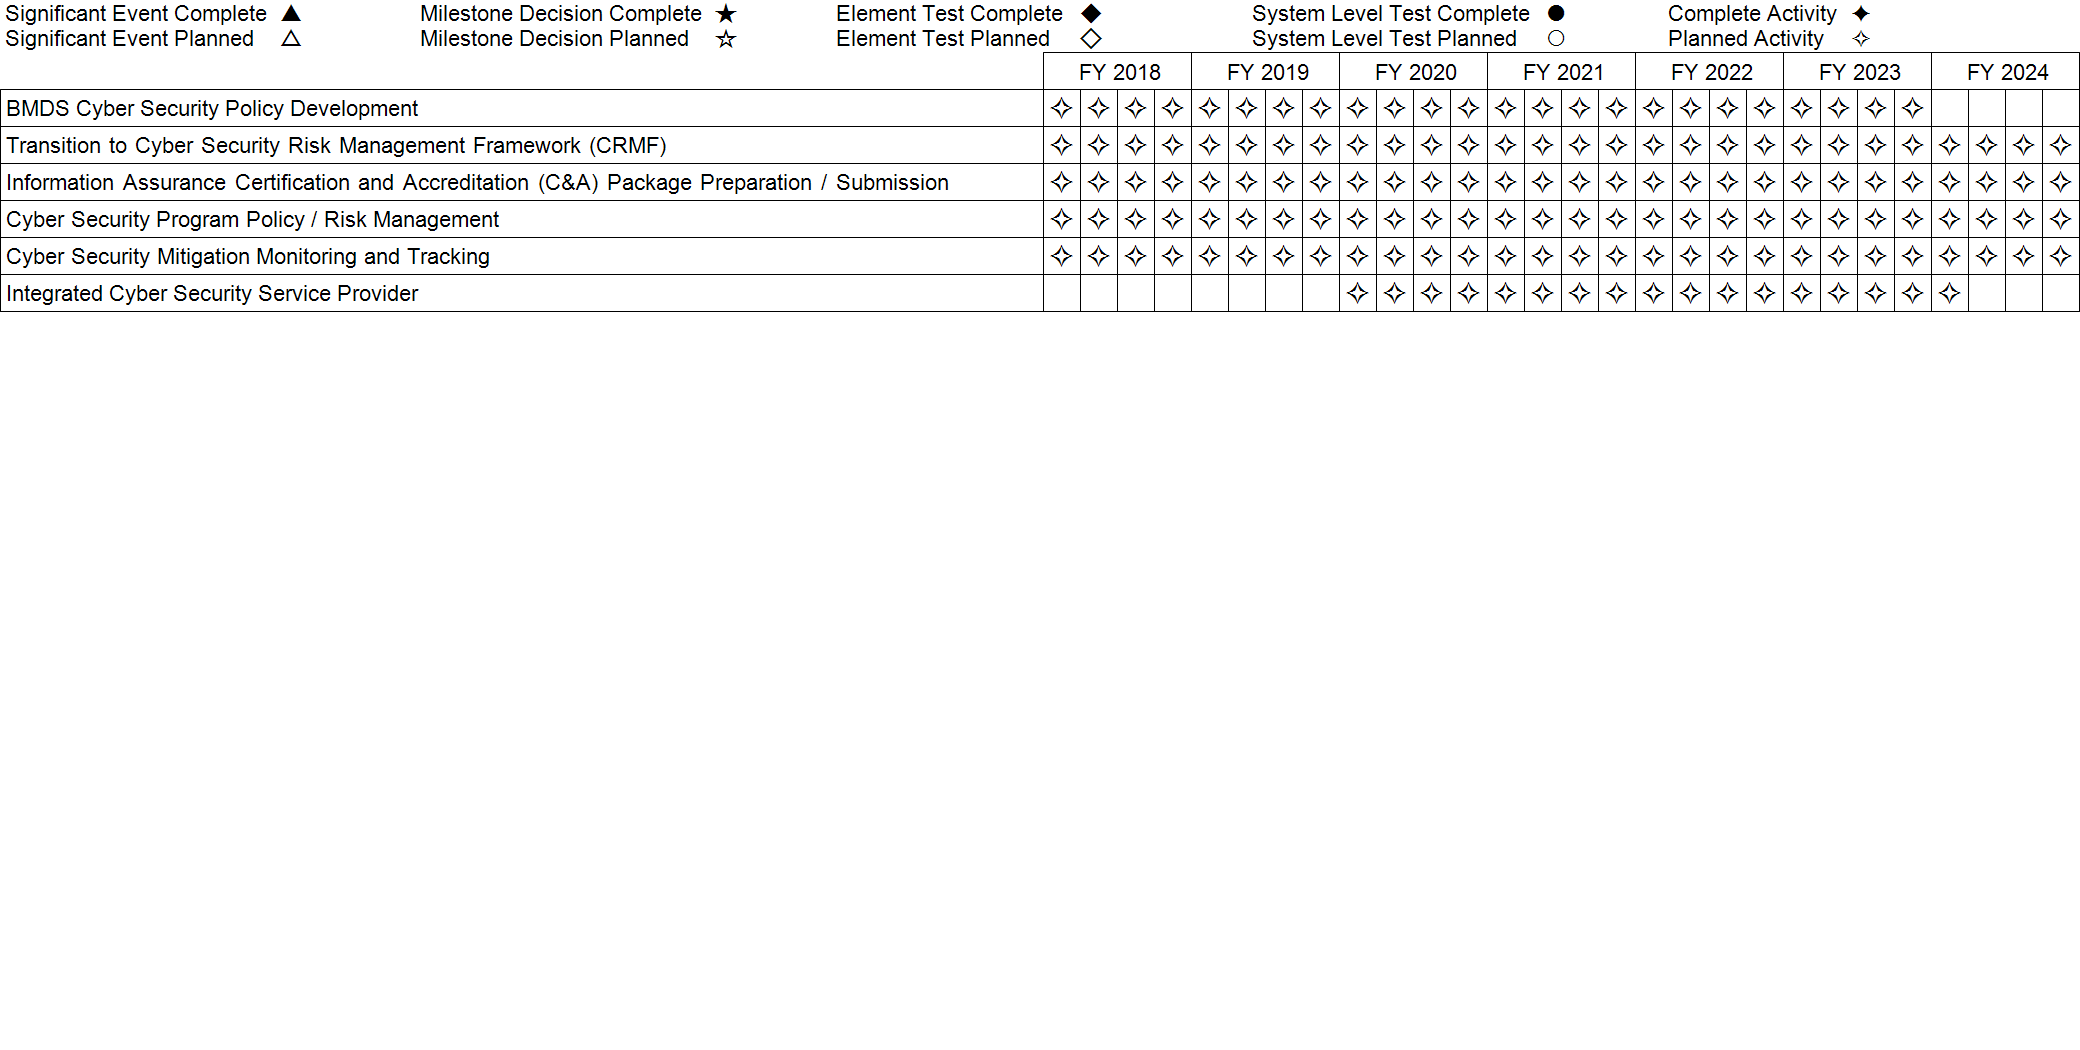 Significant Event Complete ▲ Milestone Decision Complete ★ Element Test Complete ◆ System Level Test Complete ● Complete Activity ✦
Significant Event Planned △ Milestone Decision Planned ☆ Element Test Planned ◇ System Level Test Planned ○ Planned Activity ✧
FY 2018 FY 2019 FY 2020 FY 2021 FY 2022 FY 2023 FY 2024
BMDS Cyber Security Policy Development ✧ ✧ ✧ ✧ ✧ ✧ ✧ ✧ ✧ ✧ ✧ ✧ ✧ ✧ ✧ ✧ ✧ ✧ ✧ ✧ ✧ ✧ ✧ ✧
Transition to Cyber Security Risk Management Framework (CRMF) ✧ ✧ ✧ ✧ ✧ ✧ ✧ ✧ ✧ ✧ ✧ ✧ ✧ ✧ ✧ ✧ ✧ ✧ ✧ ✧ ✧ ✧ ✧ ✧ ✧ ✧ ✧ ✧
Information Assurance Certification and Accreditation (C&A) Package Preparation / Submission ✧ ✧ ✧ ✧ ✧ ✧ ✧ ✧ ✧ ✧ ✧ ✧ ✧ ✧ ✧ ✧ ✧ ✧ ✧ ✧ ✧ ✧ ✧ ✧ ✧ ✧ ✧ ✧
Cyber Security Program Policy / Risk Management ✧ ✧ ✧ ✧ ✧ ✧ ✧ ✧ ✧ ✧ ✧ ✧ ✧ ✧ ✧ ✧ ✧ ✧ ✧ ✧ ✧ ✧ ✧ ✧ ✧ ✧ ✧ ✧
Cyber Security Mitigation Monitoring and Tracking ✧ ✧ ✧ ✧ ✧ ✧ ✧ ✧ ✧ ✧ ✧ ✧ ✧ ✧ ✧ ✧ ✧ ✧ ✧ ✧ ✧ ✧ ✧ ✧ ✧ ✧ ✧ ✧
Integrated Cyber Security Service Provider ✧ ✧ ✧ ✧ ✧ ✧ ✧ ✧ ✧ ✧ ✧ ✧ ✧ ✧ ✧ ✧ ✧